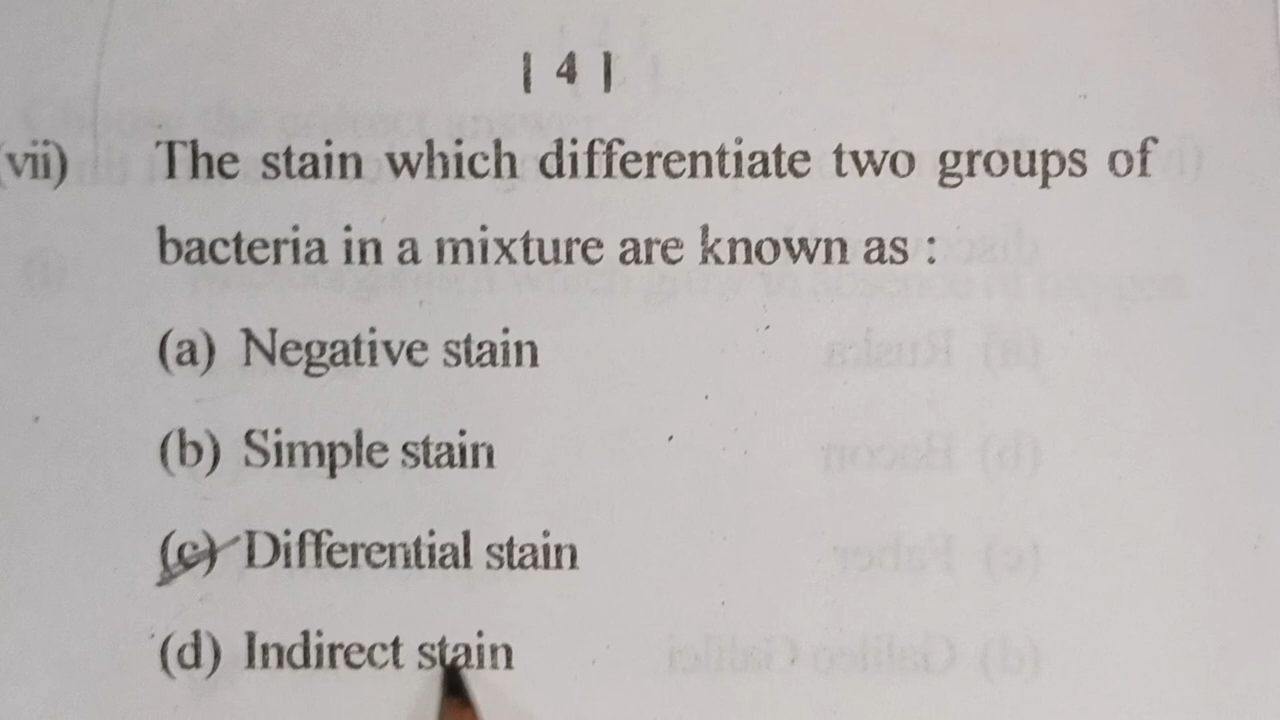 | 4 |
(vii) The stain which differentiate two groups of
bacteria in a mixture are known as :
(a) Negative stain
(b) Simple stain
(c) Differential stain
(d) Indirect stain